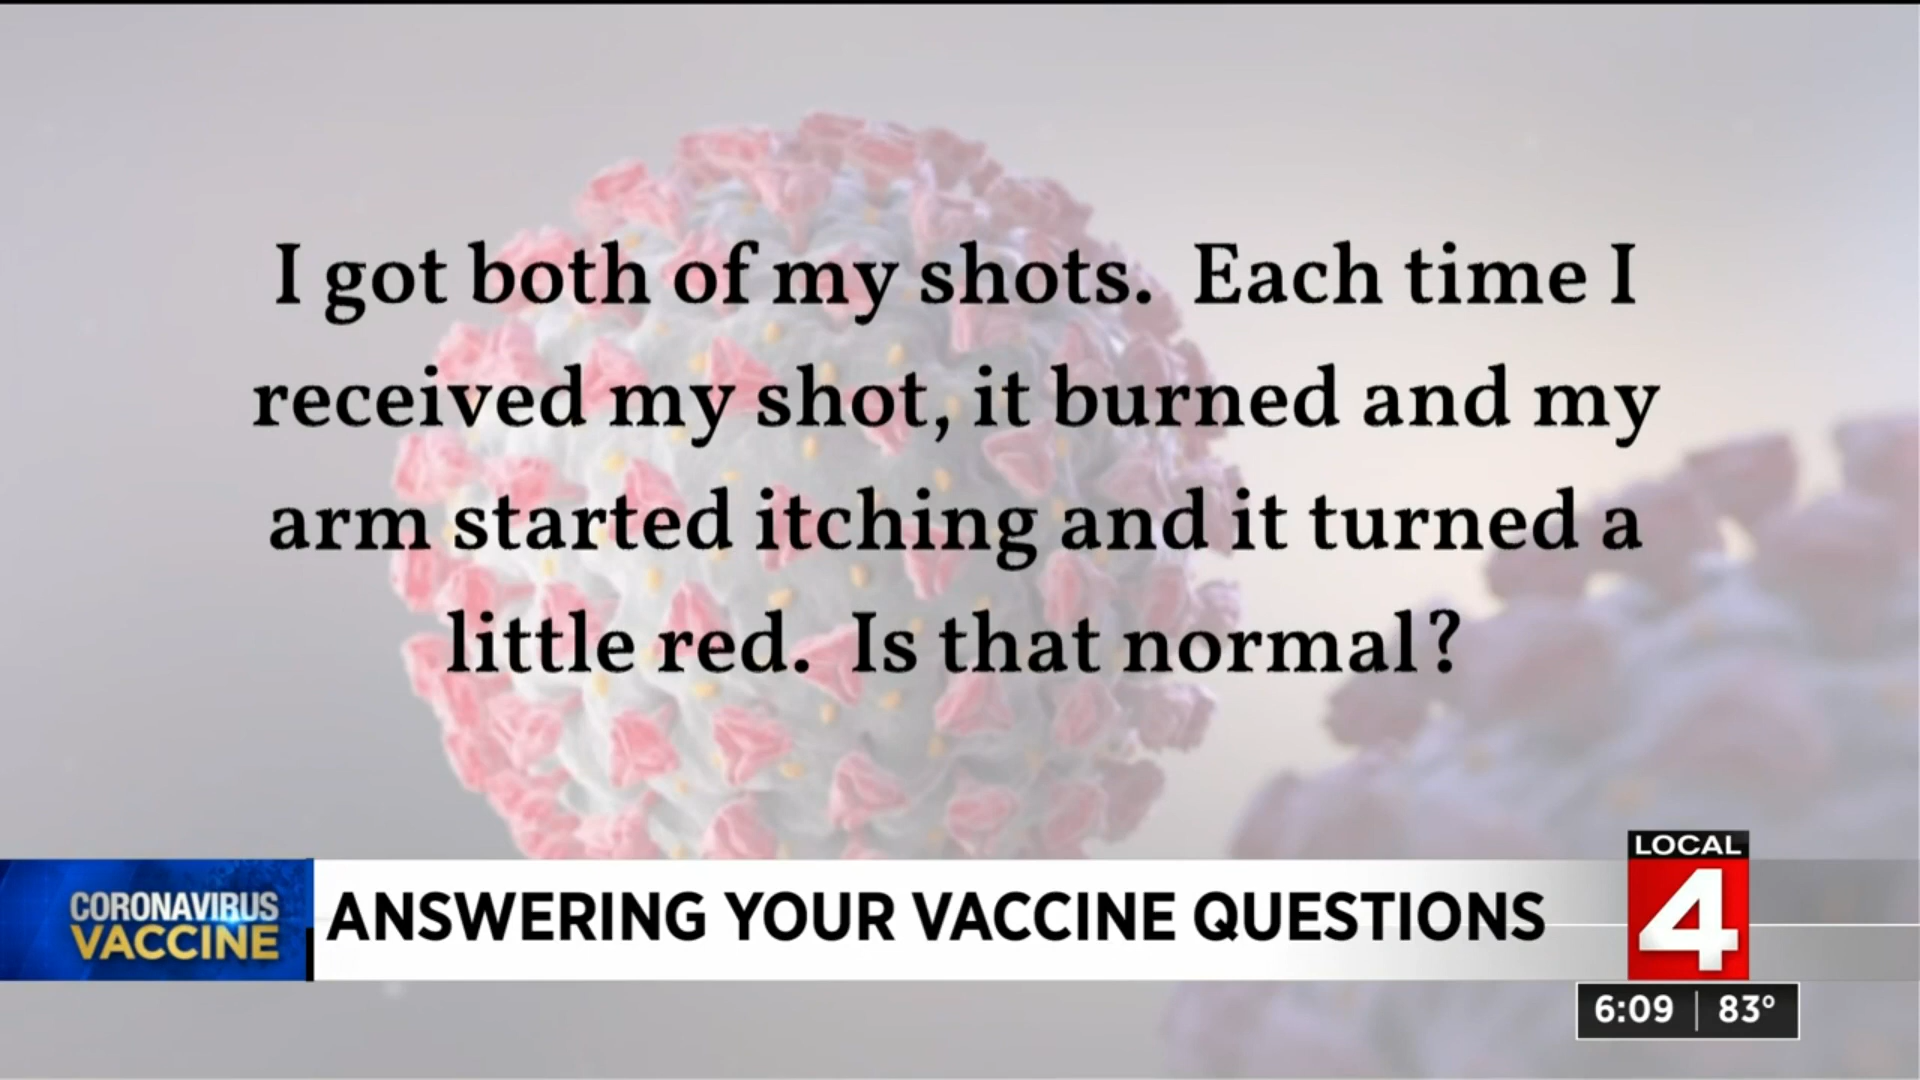 I got both of my shots.  Each time I
received my shot, it burned and my
arm started itching and it turned a
little red.  Is that normal?
CORONAVIRUS
VACCINE
ANSWERING YOUR VACCINE QUESTIONS
LOCAL
4
6:09 | 83°